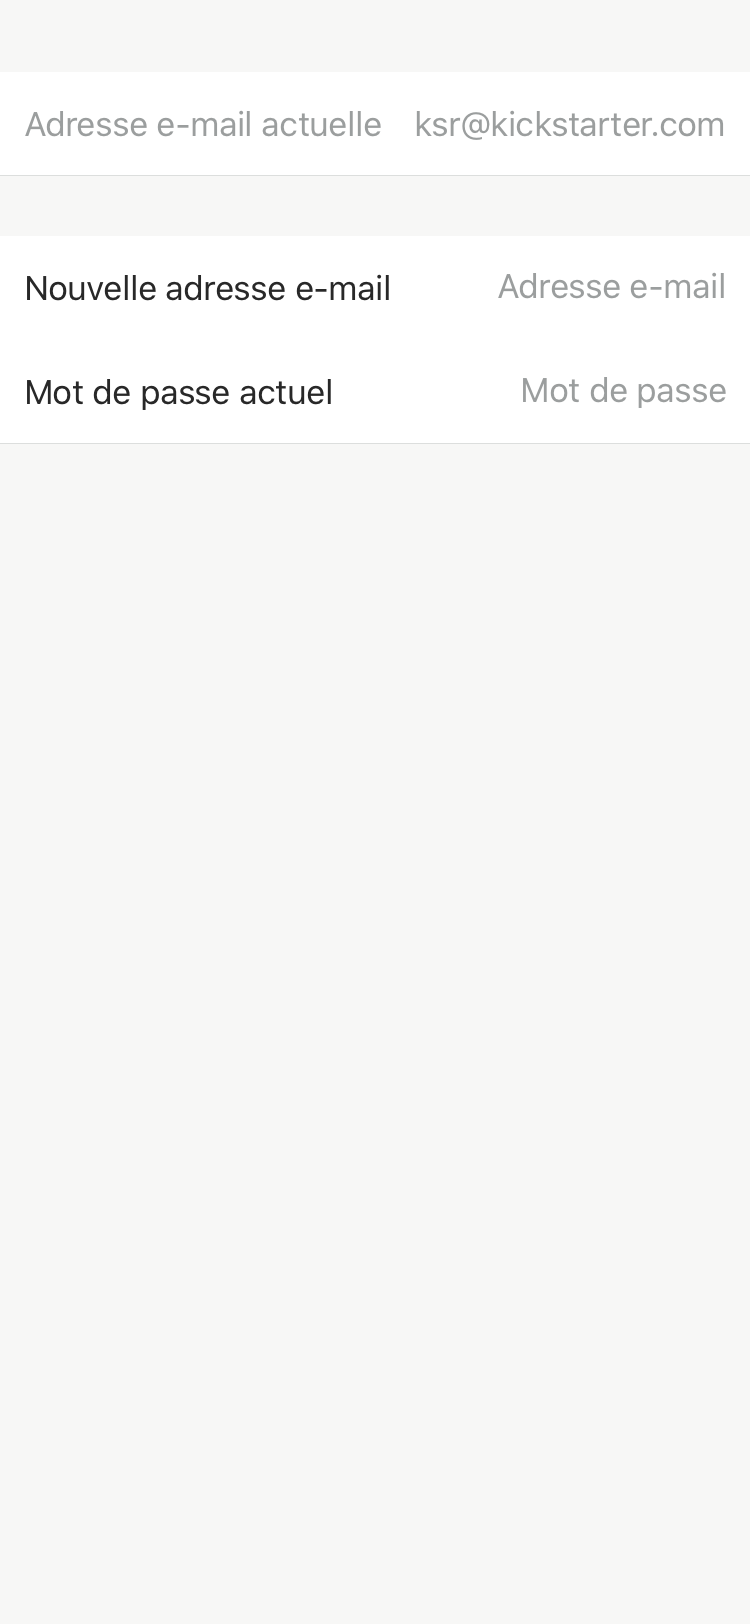 Adresse e-mail actuelle ksr@kickstarter.com
Nouvelle adresse e-mail Adresse e-mail
Mot de passe actuel Mot de passe